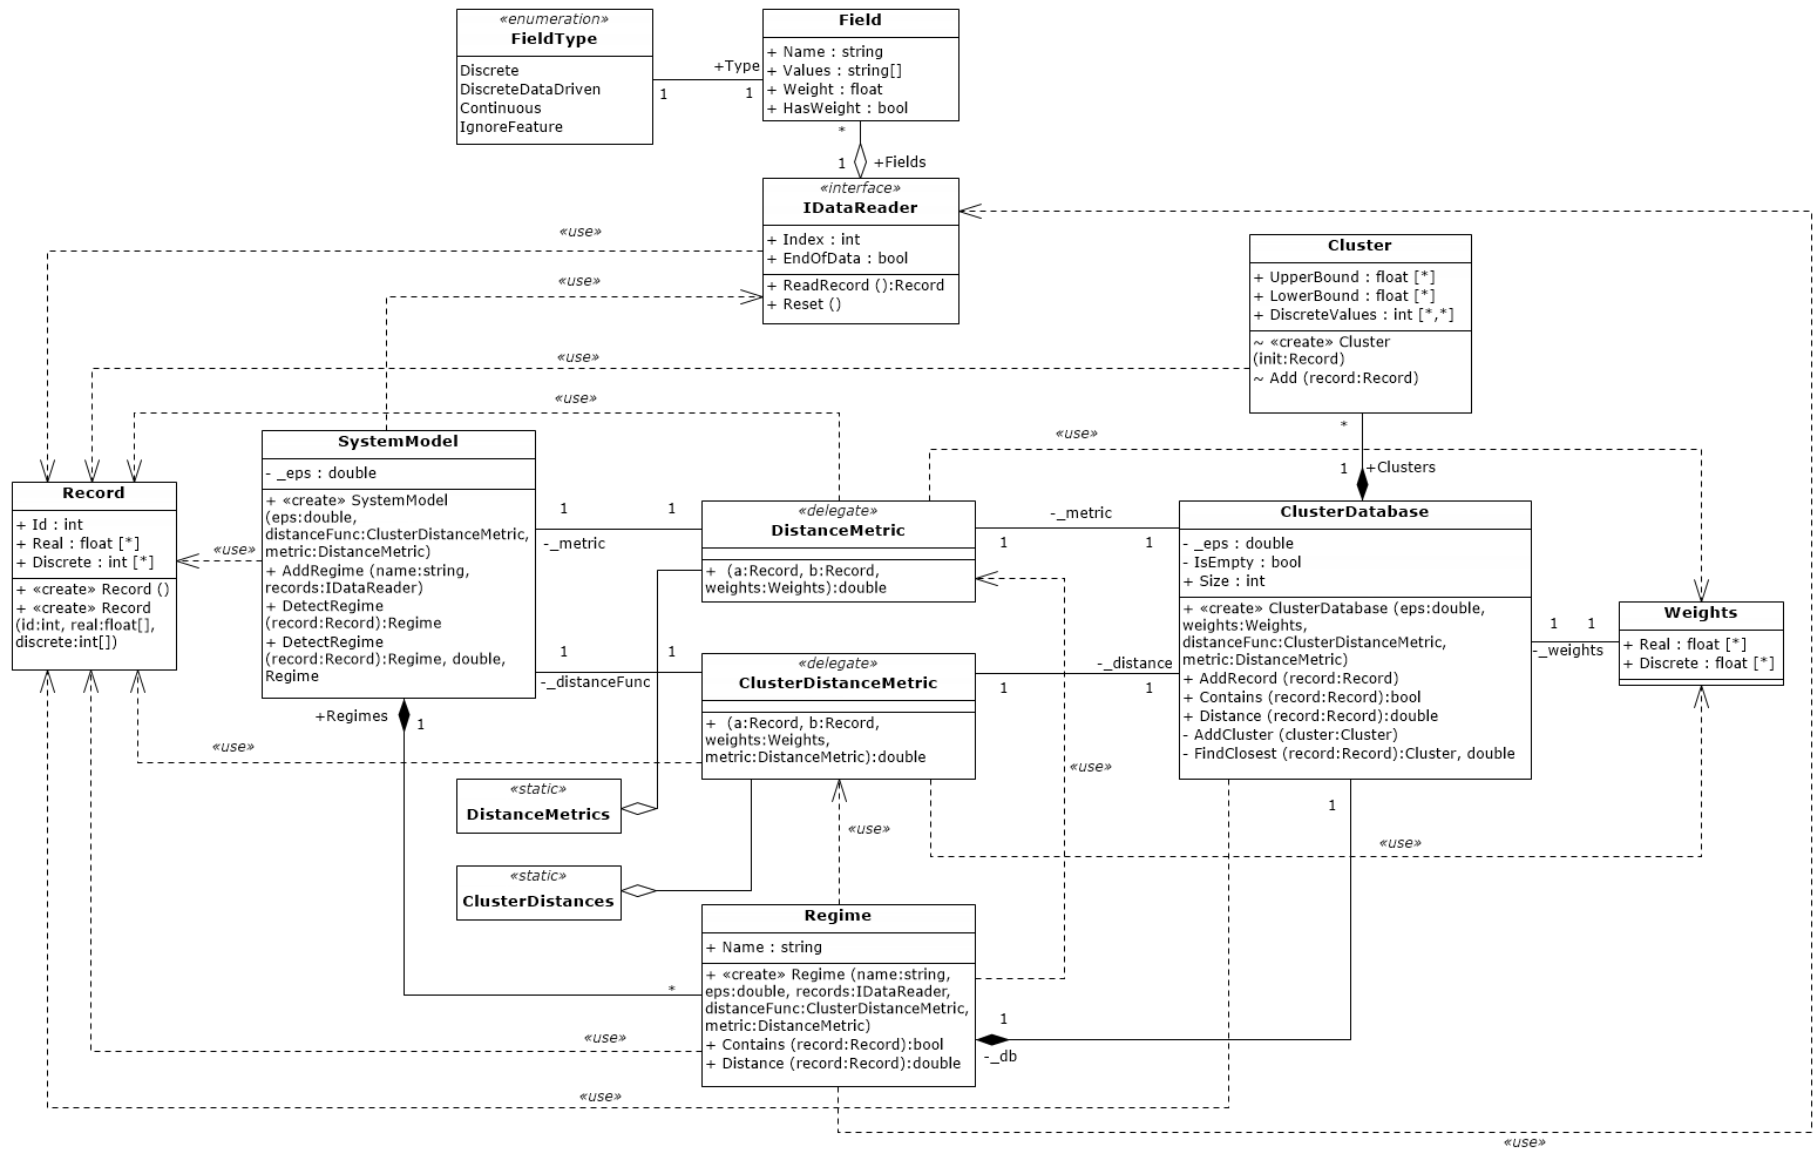 «enumeration»
FieldType
Discrete
DiscreteDataDriven
Continuous
IgnoreFeature
Field
+ Name : string
+ Values : string[]
+ Weight : float
+ HasWeight : bool
+Type
1
1
*
1
+Fields
«interface»
IDataReader
+ Index : int
+ EndOfData : bool
+ ReadRecord ():Record
+ Reset ()
«use»
«use»
«use»
«use»
Cluster
+ UpperBound : float [*]
+ LowerBound : float [*]
+ DiscreteValues : int [*,*]
~ «create» Cluster
(init:Record)
~ Add (record:Record)
*
1
+Clusters
«use»
Record
+ Id : int
+ Real : float [*]
+ Discrete : int [*]
+ «create» Record ()
+ «create» Record
(id:int, real:float[],
discrete:int[])
«use»
SystemModel
- _eps : double
+ «create» SystemModel
(eps:double,
distanceFunc:ClusterDistanceMetric,
metric:DistanceMetric)
+ AddRegime (name:string,
records:IDataReader)
+ DetectRegime
(record:Record):Regime
+ DetectRegime
(record:Record):Regime, double,
Regime
1
1
-_metric
1
1
-_distanceFunc
+Regimes
1
«delegate»
DistanceMetric
+ (a:Record, b:Record,
weights:Weights):double
-_metric
1
1
«delegate»
ClusterDistanceMetric
+ (a:Record, b:Record,
weights:Weights,
metric:DistanceMetric):double
-_distance
1
1
ClusterDatabase
- _eps : double
- IsEmpty : bool
+ Size : int
+ «create» ClusterDatabase (eps:double,
weights:Weights,
distanceFunc:ClusterDistanceMetric,
metric:DistanceMetric)
+ AddRecord (record:Record)
+ Contains (record:Record):bool
+ Distance (record:Record):double
- AddCluster (cluster:Cluster)
- FindClosest (record:Record):Cluster, double
1
1
-_weights
Weights
+ Real : float [*]
+ Discrete : float [*]
«use»
«use»
«static»
DistanceMetrics
«use»
1
«use»
«static»
ClusterDistances
Regime
+ Name : string
+ «create» Regime (name:string,
eps:double, records:IDataReader,
distanceFunc:ClusterDistanceMetric,
metric:DistanceMetric)
+ Contains (record:Record):bool
+ Distance (record:Record):double
*
1
-_db
«use»
«use»
«use»